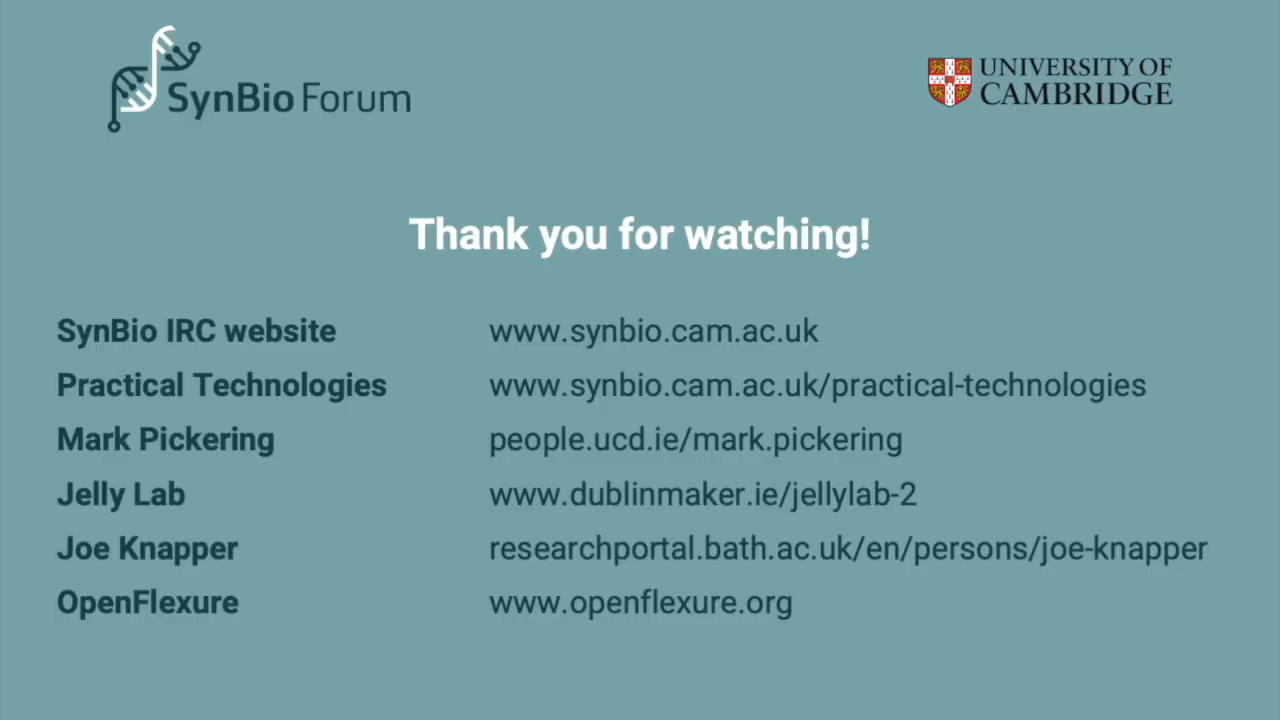 SynBio Forum
UNIVERSITY OF
CAMBRIDGE
Thank you for watching!
SynBio IRC website www.synbio.cam.ac.uk
Practical Technologies www.synbio.cam.ac.uk/practical-technologies
Mark Pickering people.ucd.ie/mark.pickering
Jelly Lab www.dublinmaker.ie/jellylab-2
Joe Knapper researchportal.bath.ac.uk/en/persons/joe-knapper
OpenFlexure www.openflexure.org